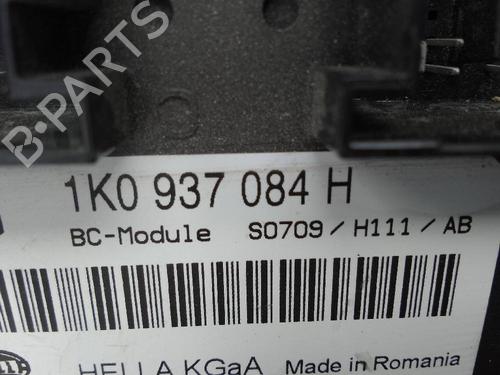 B-PARTS
1K0 937 084 H
BC-Module S0709 / H111 / AB
HELLA KGaA Made in Romania